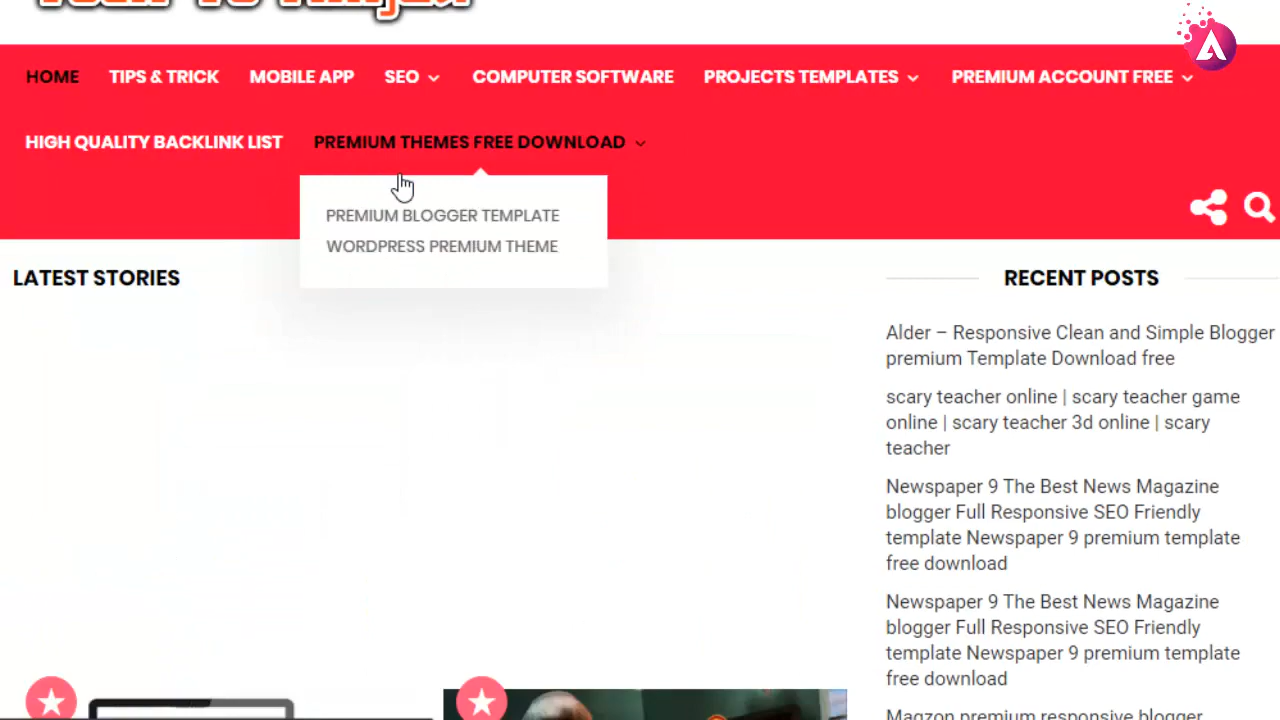 HOME TIPS & TRICK MOBILE APP SEO COMPUTER SOFTWARE PROJECTS TEMPLATES PREMIUM ACCOUNT FREE
HIGH QUALITY BACKLINK LIST PREMIUM THEMES FREE DOWNLOAD
PREMIUM BLOGGER TEMPLATE
WORDPRESS PREMIUM THEME
LATEST STORIES
RECENT POSTS
Alder – Responsive Clean and Simple Blogger
premium Template Download free
scary teacher online | scary teacher game
online | scary teacher 3d online | scary
teacher
Newspaper 9 The Best News Magazine
blogger Full Responsive SEO Friendly
template Newspaper 9 premium template
free download
Newspaper 9 The Best News Magazine
blogger Full Responsive SEO Friendly
template Newspaper 9 premium template
free download
Magzon premium responsive blogger